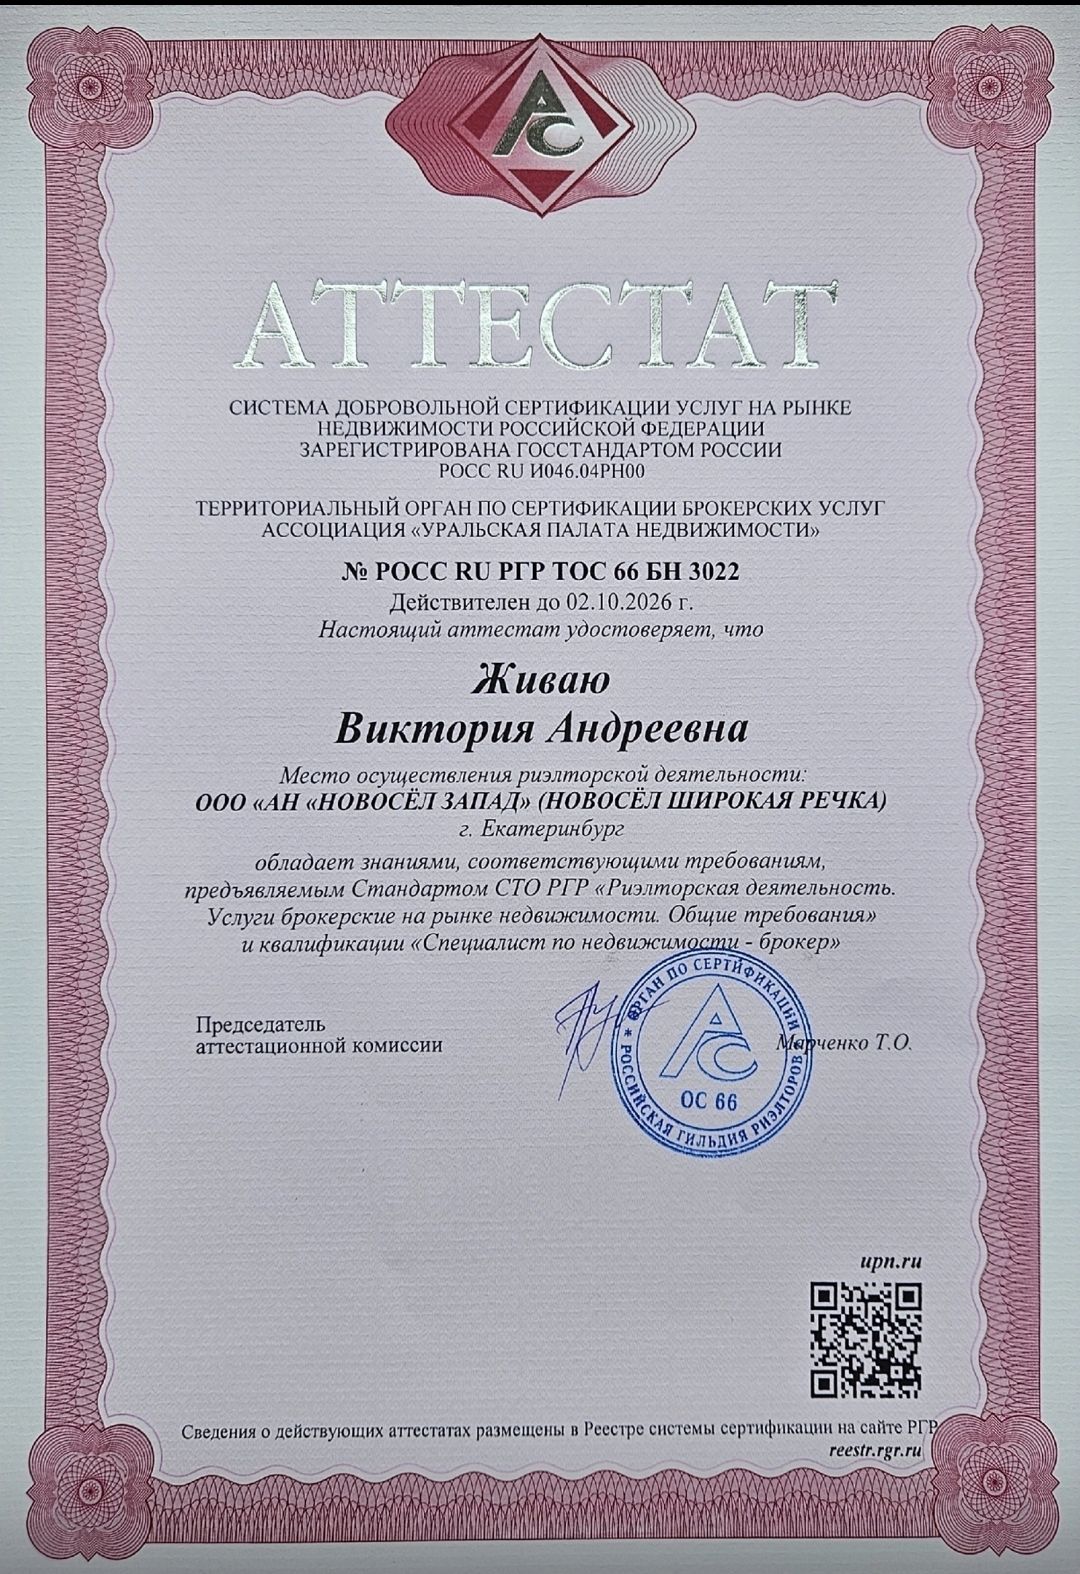 АС
АТТЕСТАТ
СИСТЕМА ДОБРОВОЛЬНОЙ СЕРТИФИКАЦИИ УСЛУГ НА РЫНКЕ
НЕДВИЖИМОСТИ РОССИЙСКОЙ ФЕДЕРАЦИИ
ЗАРЕГИСТРИРОВАНА ГОССТАНДАРТОМ РОССИИ
РОСС RU И046.04РН00
ТЕРРИТОРИАЛЬНЫЙ ОРГАН ПО СЕРТИФИКАЦИИ БРОКЕРСКИХ УСЛУГ
АССОЦИАЦИЯ «УРАЛЬСКАЯ ПАЛАТА НЕДВИЖИМОСТИ»
№ РОСС RU РГР ТОС 66 БН 3022
Действителен до 02.10.2026 г.
Настоящий аттестат удостоверяет, что
Живаю
Виктория Андреевна
Место осуществления риэлторской деятельности:
ООО «АН «НОВОСЁЛ ЗАПАД» (НОВОСЁЛ ШИРОКАЯ РЕЧКА)
г. Екатеринбург
обладает знаниями, соответствующими требованиям,
предъявляемым Стандартом СТО РГР «Риэлторская деятельность.
Услуги брокерские на рынке недвижимости. Общие требования»
и квалификации «Специалист по недвижимости - брокер»
Председатель
аттестационной комиссии
ОРГАН ПО СЕРТИФИКАЦИИ
* РОССИЙСКАЯ ГИЛЬДИЯ РИЭЛТОРОВ
АС
ОС 66
Марченко Т.О.
upn.ru
Сведения о действующих аттестатах размещены в Реестре системы сертификации на сайте РГР
reestr.rgr.ru